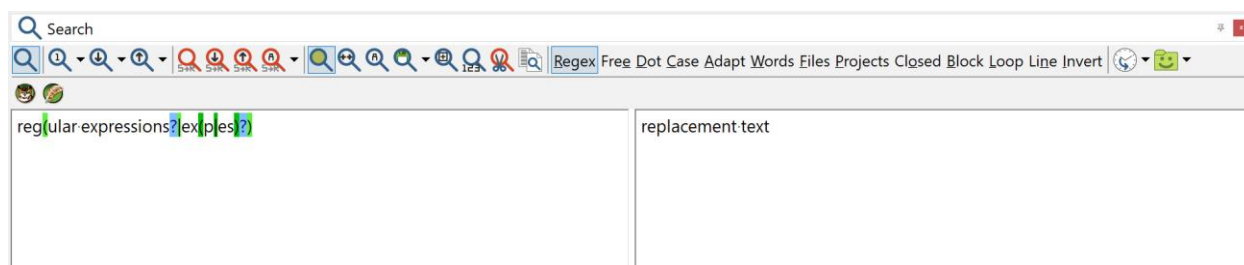 Search
Regex Free Dot Case Adapt Words Files Projects Closed Block Loop Line Invert
reg(ular·expressions?|ex(p|es)?)
replacement·text